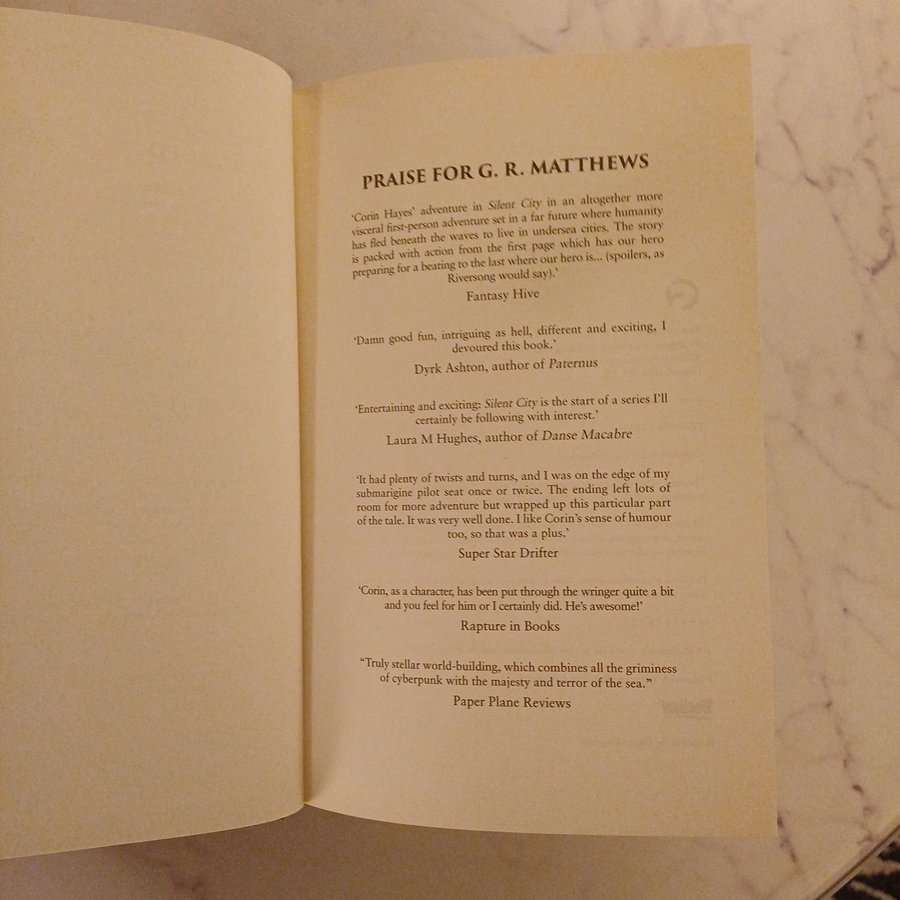 PRAISE FOR G. R. MATTHEWS
'Corin Hayes' adventure in Silent City in an altogether more
visceral first-person adventure set in a far future where humanity
has fled beneath the waves to live in undersea cities. The story
is packed with action from the first page which has our hero
preparing for a beating to the last where our hero is... (spoilers, as
Riversong would say).'
Fantasy Hive
'Damn good fun, intriguing as hell, different and exciting, I
devoured this book.'
Dyrk Ashton, author of Paternus
'Entertaining and exciting; Silent City is the start of a series I'll
certainly be following with interest.'
Laura M Hughes, author of Danse Macabre
'It had plenty of twists and turns, and I was on the edge of my
submarigine pilot seat once or twice. The ending left lots of
room for more adventure but wrapped up this particular part
of the tale. It was very well done. I like Corin's sense of humour
too, so that was a plus.'
Super Star Drifter
'Corin, as a character, has been put through the wringer quite a bit
and you feel for him or I certainly did. He's awesome!'
Rapture in Books
"Truly stellar world-building, which combines all the griminess
of cyberpunk with the majesty and terror of the sea."
Paper Plane Reviews